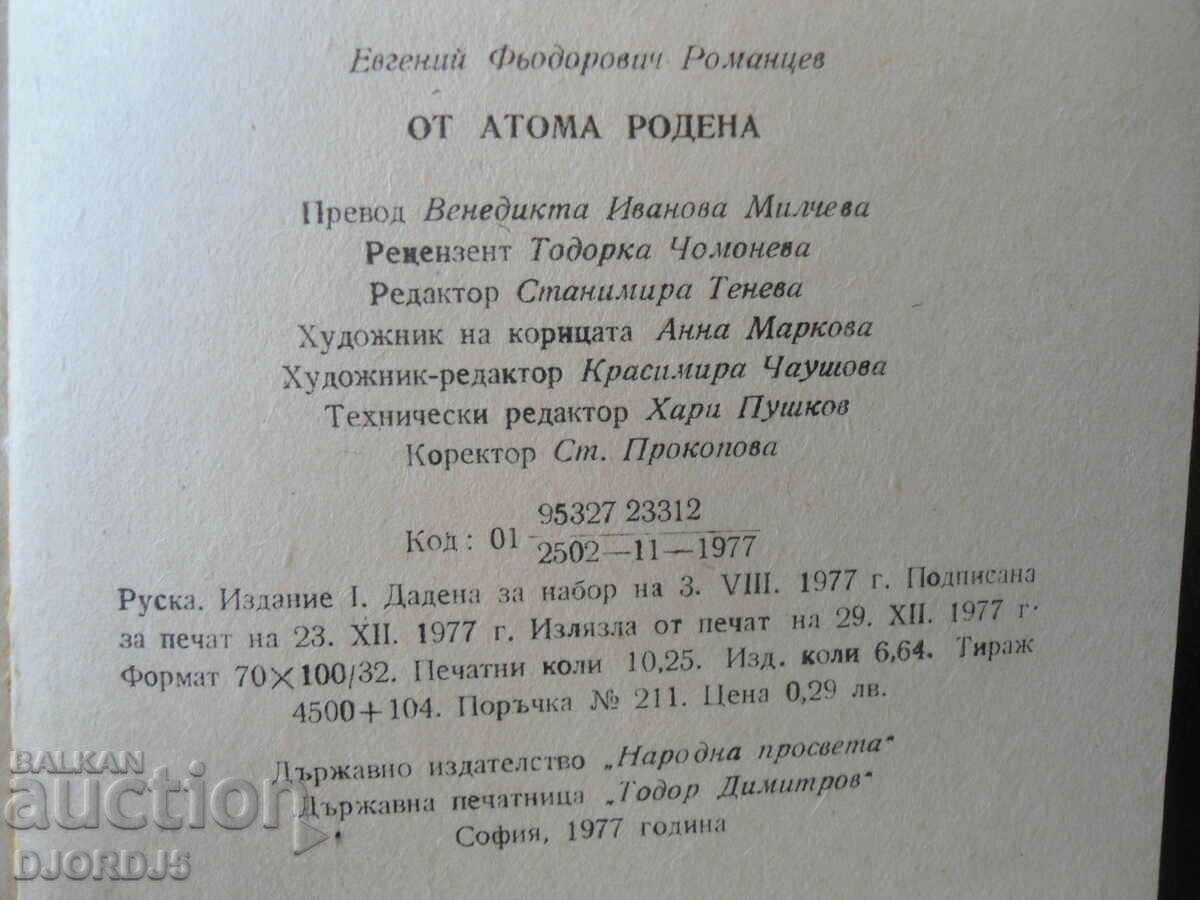 Евгений Фьодорович Романцев
ОТ АТОМА РОДЕНА
Превод Венедикта Иванова Милчева
Рецензент Тодорка Чомонева
Редактор Станимира Тенева
Художник на корицата Анна Маркова
Художник-редактор Красимира Чаушова
Технически редактор Хари Пушков
Коректор Ст. Прокопова
95327 23312
Код: 01 —
2502—11—1977
Руска. Издание I. Дадена за набор на 3. VIII. 1977 г. Подписана
за печат на 23. XII. 1977 г. Излязла от печат на 29. XII. 1977 г.
Формат 70×100/32. Печатни коли 10,25. Изд. коли 6,64. Тираж
4500+104. Поръчка № 211. Цена 0,29 лв.
Държавно издателство „Народна просвета"
Държавна печатница „Тодор Димитров"
София, 1977 година
BALKAN
auction
DJORDJ5